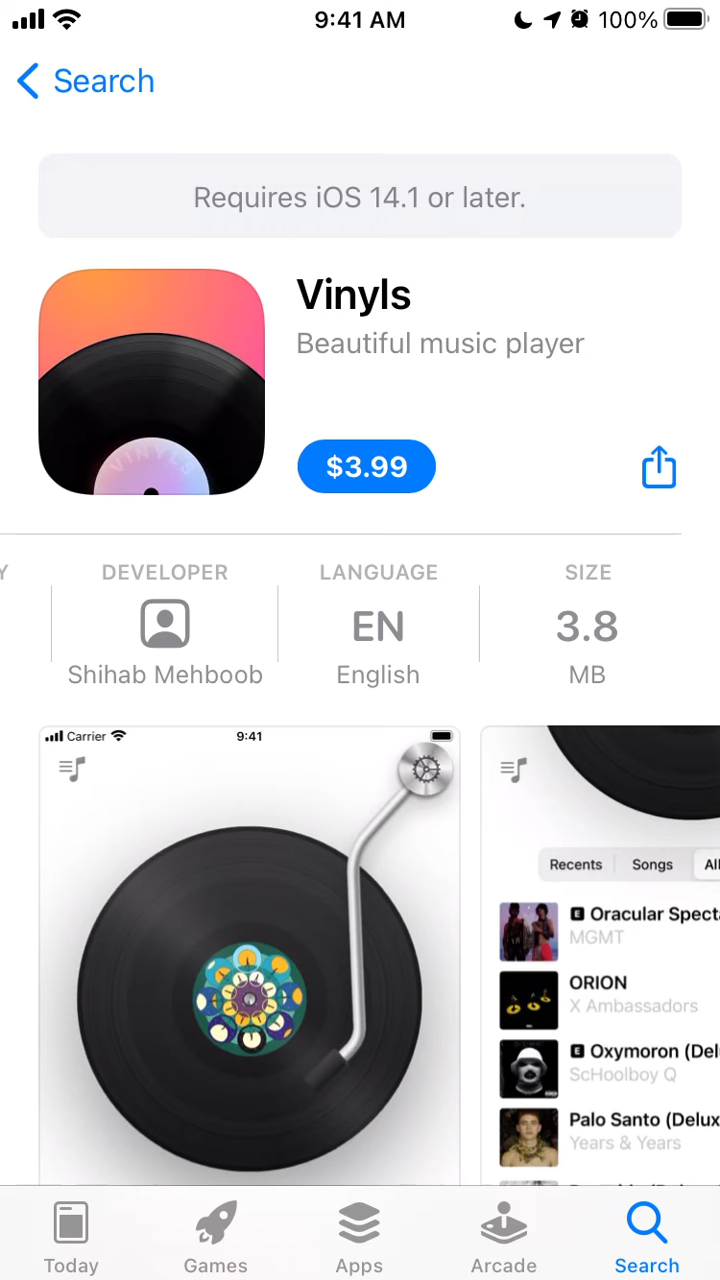 9:41 AM
100%
Search
Requires iOS 14.1 or later.
Vinyls
Beautiful music player
VINYLS
$3.99
Y
DEVELOPER
LANGUAGE
SIZE
EN
3.8
Shihab Mehboob
English
MB
Carrier
9:41
Recents
Songs
All
E Oracular Specta
MGMT
ORION
X Ambassadors
E Oxymoron (Del
ScHoolboy Q
Palo Santo (Delux
Years & Years
Today
Games
Apps
Arcade
Search